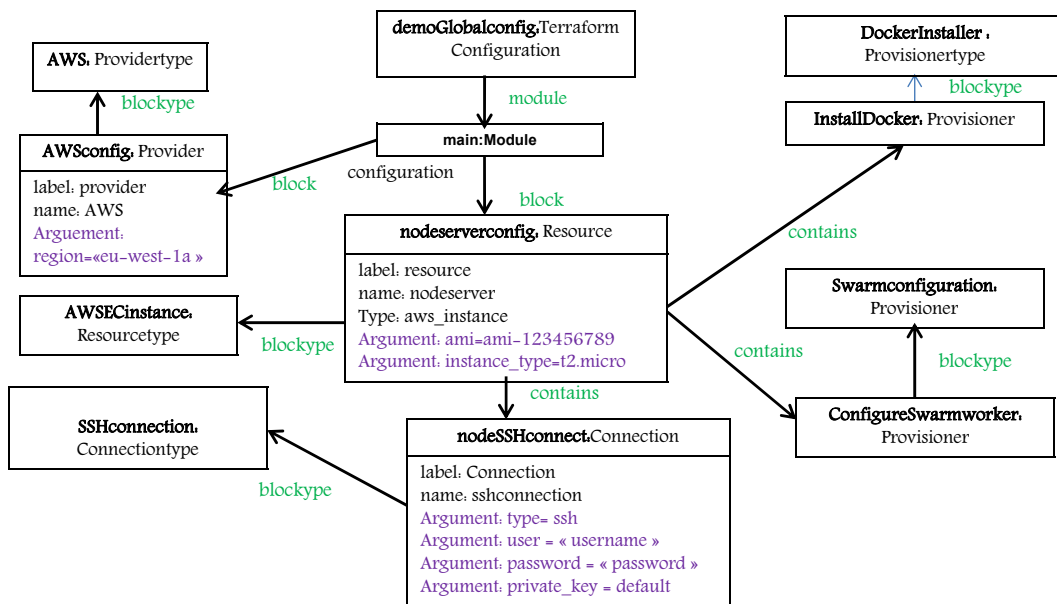 demoGlobalconfig:Terraform
Configuration
DockerInstaller :
Provisionertype
AWS: Providertype
blockype
module
blockype
InstallDocker: Provisioner
main:Module
AWSconfig: Provider
label: provider
name: AWS
Arguement:
region=«eu-west-1a »
block
configuration
block
contains
nodeserverconfig: Resource
label: resource
name: nodeserver
Type: aws_instance
Argument: ami=ami-123456789
Argument: instance_type=t2.micro
AWSECinstance:
Resourcetype
blockype
Swarmconfiguration:
Provisioner
contains
blockype
contains
ConfigureSwarmworker:
Provisioner
SSHconnection:
Connectiontype
blockype
nodeSSHconnect:Connection
label: Connection
name: sshconnection
Argument: type= ssh
Argument: user = « username »
Argument: password = « password »
Argument: private_key = default